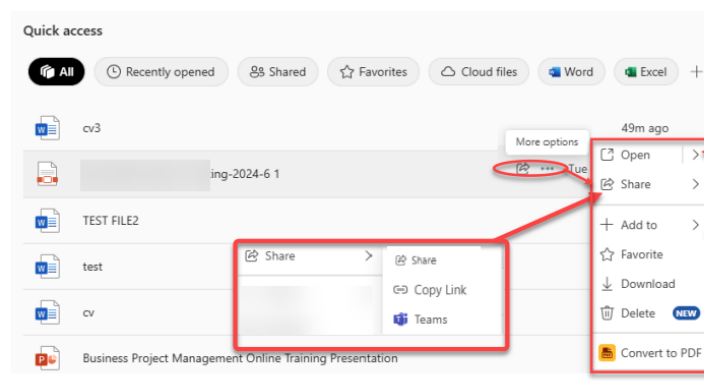 Quick access
All
Recently opened
Shared
Favorites
Cloud files
Word
Excel
cv3
49m ago
More options
ing-2024-6 1
Tue
Open
Share
TEST FILE2
Add to
Share
Share
Favorite
test
Copy Link
Download
cv
Teams
Delete NEW
Business Project Management Online Training Presentation
Convert to PDF